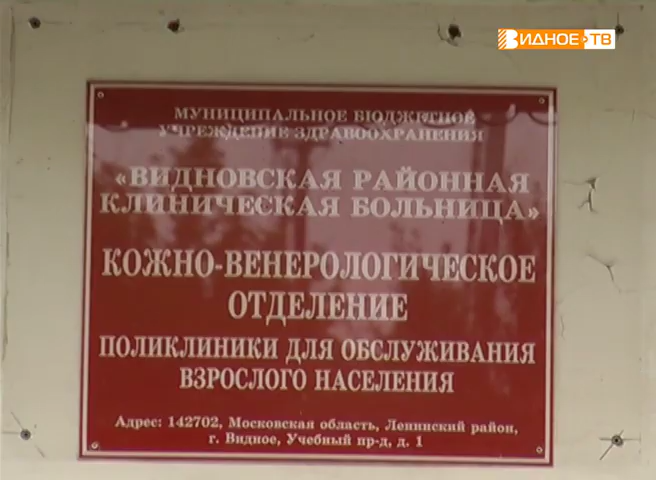 ВИДНОЕ ТВ
МУНИЦИПАЛЬНОЕ БЮДЖЕТНОЕ
УЧРЕЖДЕНИЕ ЗДРАВООХРАНЕНИЯ
«ВИДНОВСКАЯ РАЙОННАЯ
КЛИНИЧЕСКАЯ БОЛЬНИЦА»
КОЖНО-ВЕНЕРОЛОГИЧЕСКОЕ
ОТДЕЛЕНИЕ
ПОЛИКЛИНИКИ ДЛЯ ОБСЛУЖИВАНИЯ
ВЗРОСЛОГО НАСЕЛЕНИЯ
Адрес: 142702, Московская область, Ленинский район,
г. Видное, Учебный пр-д, д. 1